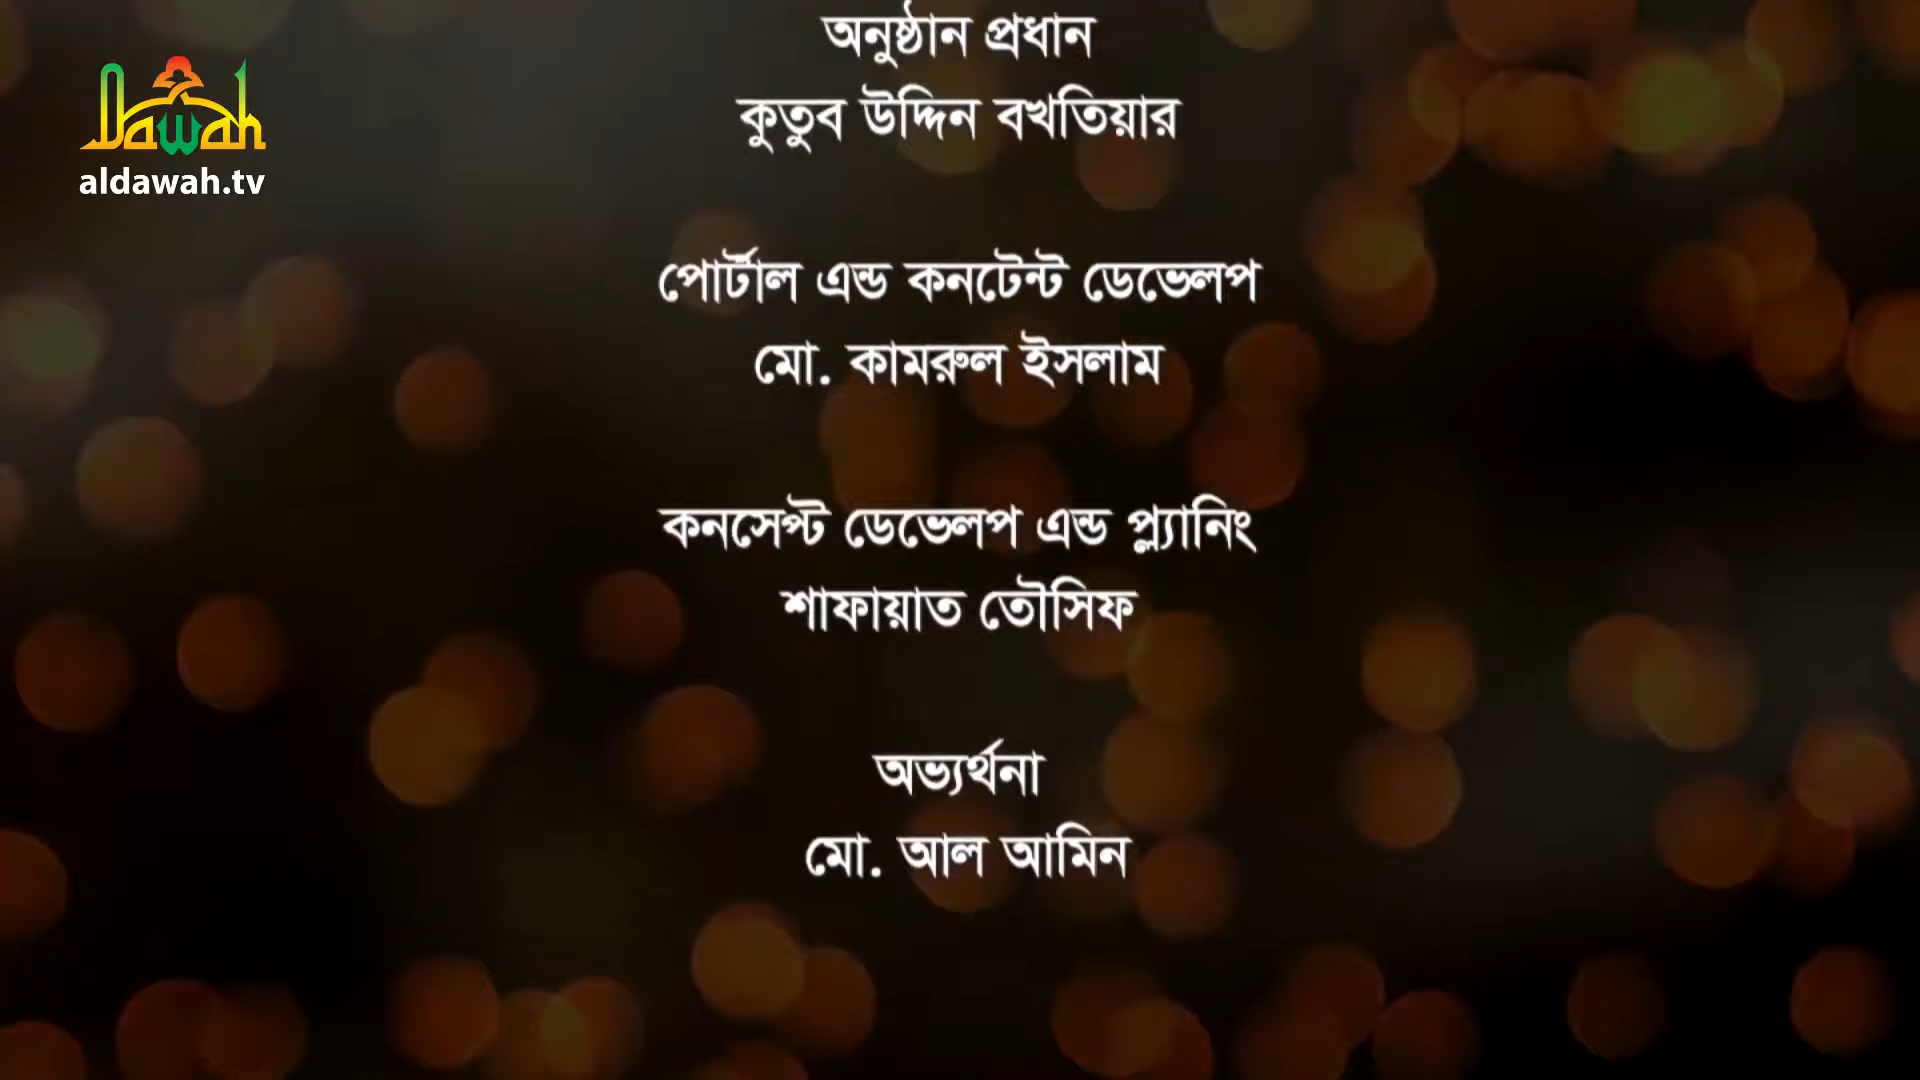 অনুষ্ঠান প্রধান
কুতুব উদ্দিন বখতিয়ার
Dawah
aldawah.tv
পোর্টাল এন্ড কনটেন্ট ডেভেলপ
মো. কামরুল ইসলাম
কনসেপ্ট ডেভেলপ এন্ড প্ল্যানিং
শাফায়াত তৌসিফ
অভ্যর্থনা
মো. আল আমিন